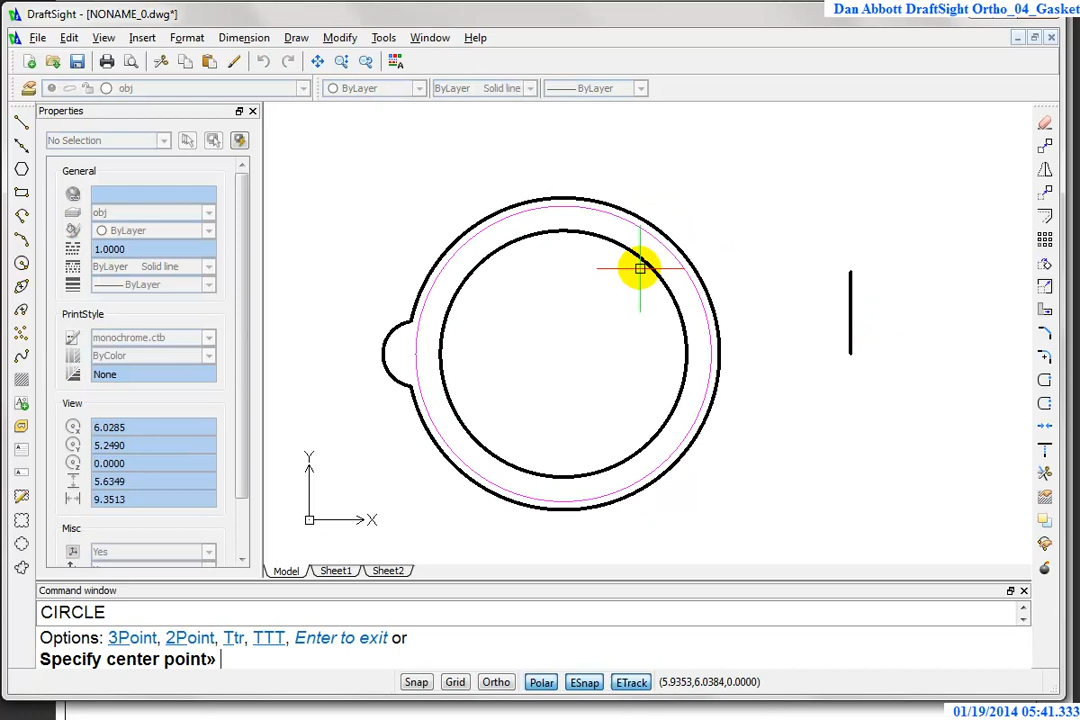 DraftSight - [NONAME_0.dwg*]
Dan Abbott DraftSight Ortho_04_Gasket
File Edit View Insert Format Dimension Draw Modify Tools Window Help
obj
ByLayer
ByLayer Solid line
ByLayer
Properties
No Selection
General
obj
ByLayer
1.0000
ByLayer Solid line
ByLayer
PrintStyle
monochrome.ctb
ByColor
None
View
6.0285
5.2490
0.0000
5.6349
9.3513
Misc
Yes
Y
X
Model Sheet1 Sheet2
Command window
CIRCLE
Options: 3Point, 2Point, Ttr, TTT, Enter to exit or
Specify center point»
Snap Grid Ortho Polar ESnap ETrack (5.9353,6.0384,0.0000)
01/19/2014 05:41.333